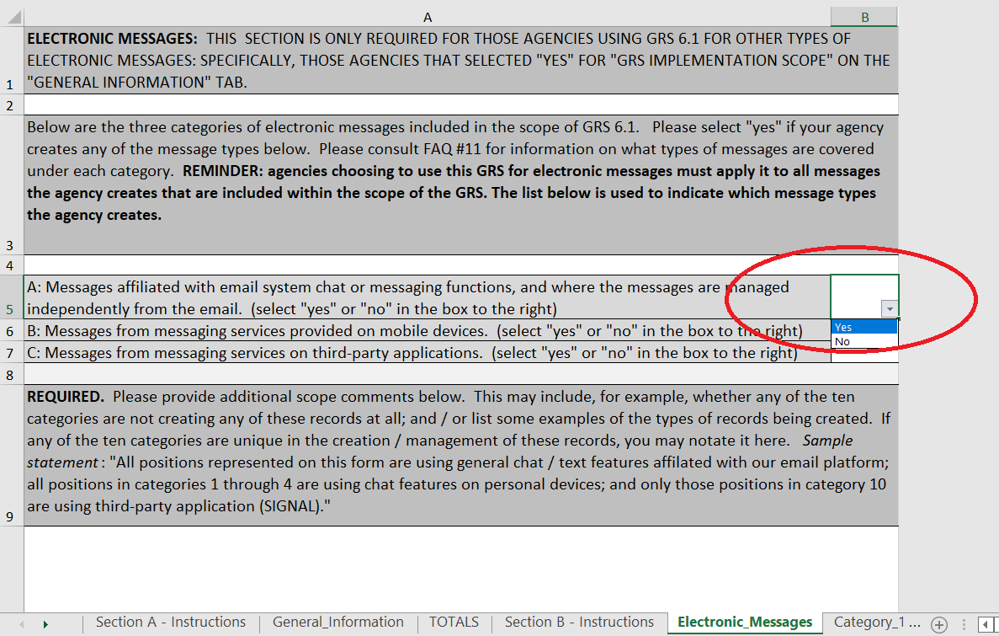 A B
ELECTRONIC MESSAGES:  THIS  SECTION IS ONLY REQUIRED FOR THOSE AGENCIES USING GRS 6.1 FOR OTHER TYPES OF
ELECTRONIC MESSAGES: SPECIFICALLY, THOSE AGENCIES THAT SELECTED "YES" FOR "GRS IMPLEMENTATION SCOPE" ON THE
1 "GENERAL INFORMATION" TAB.
2
Below are the three categories of electronic messages included in the scope of GRS 6.1.   Please select "yes" if your agency
creates any of the message types below.  Please consult FAQ #11 for information on what types of messages are covered
under each category.  REMINDER: agencies choosing to use this GRS for electronic messages must apply it to all messages
the agency creates that are included within the scope of the GRS. The list below is used to indicate which message types
the agency creates.
3
4
A: Messages affiliated with email system chat or messaging functions, and where the messages are managed
5 independently from the email.  (select "yes" or "no" in the box to the right)
Yes
6 B: Messages from messaging services provided on mobile devices.  (select "yes" or "no" in the box to the right)
No
7 C: Messages from messaging services on third-party applications.  (select "yes" or "no" in the box to the right)
8
REQUIRED.  Please provide additional scope comments below.  This may include, for example, whether any of the ten
categories are not creating any of these records at all; and / or list some examples of the types of records being created.  If
any of the ten categories are unique in the creation / management of these records, you may notate it here.   Sample
statement : "All positions represented on this form are using general chat / text features affilated with our email platform;
all positions in categories 1 through 4 are using chat features on personal devices; and only those positions in category 10
9 are using third-party application (SIGNAL)."
Section A - Instructions General_Information TOTALS Section B - Instructions Electronic_Messages Category_1 ...